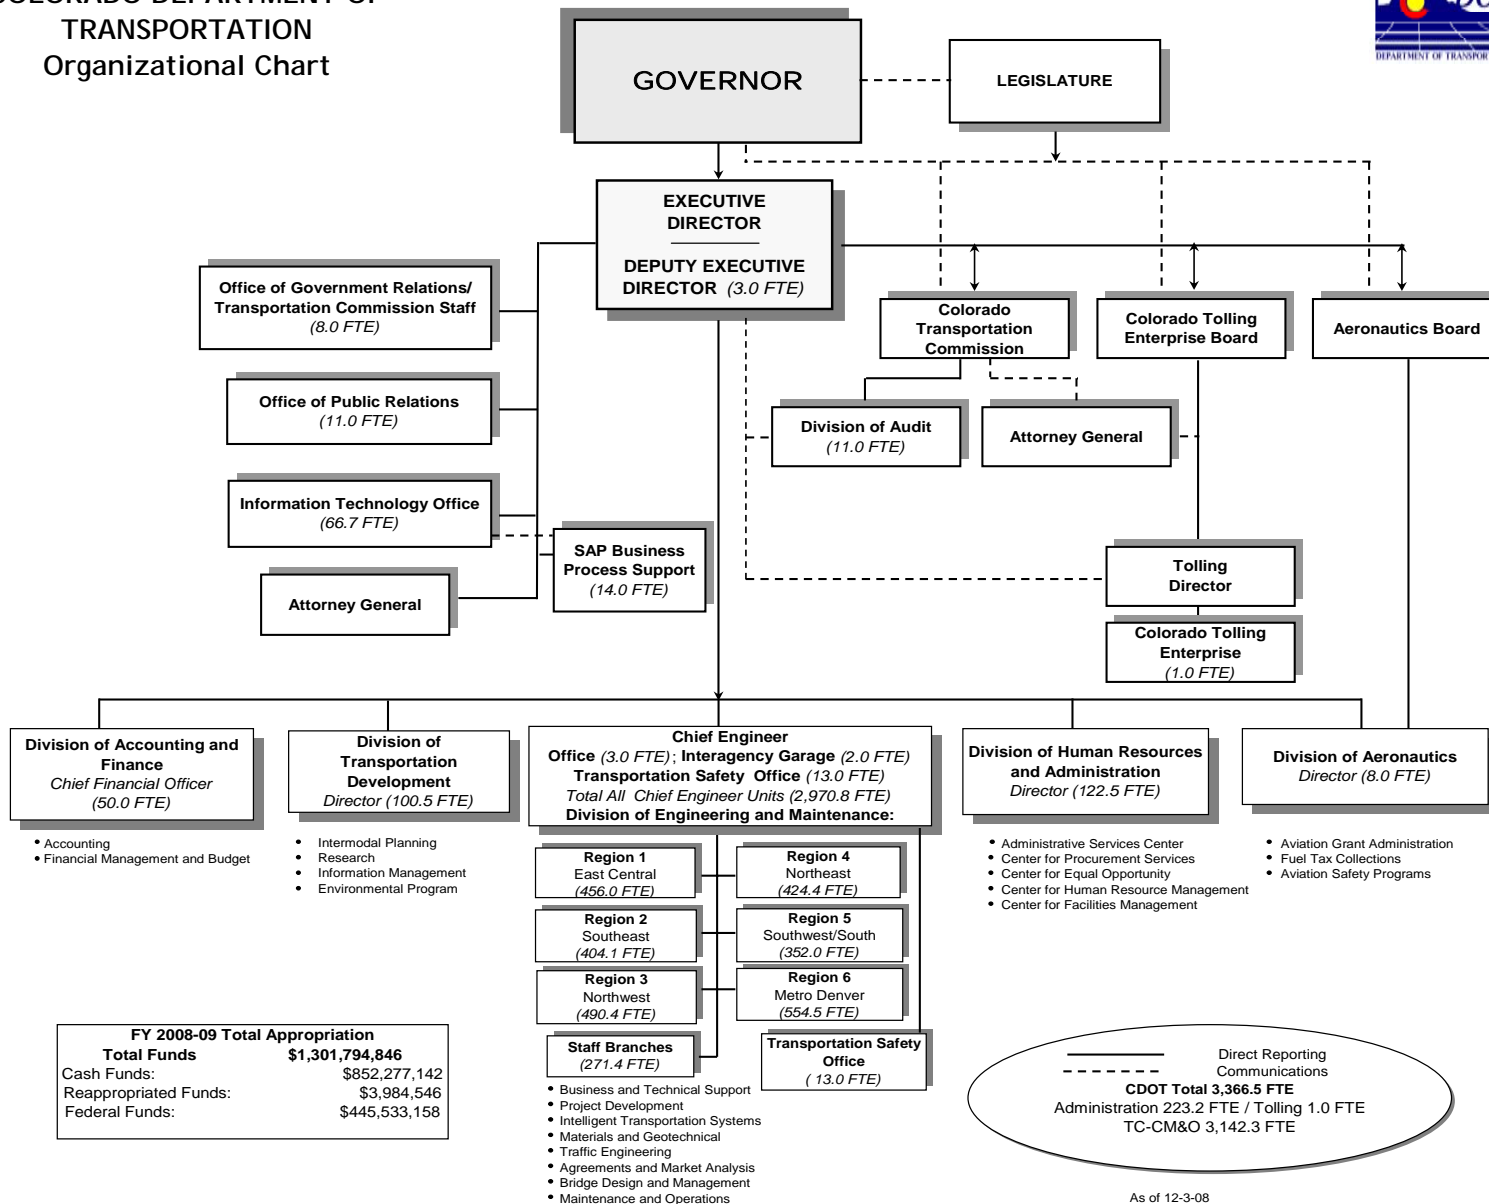 COLORADO DEPARTMENT OF
TRANSPORTATION
Organizational Chart
DEPARTMENT OF TRANSPOR
GOVERNOR
LEGISLATURE
EXECUTIVE
DIRECTOR
DEPUTY EXECUTIVE
DIRECTOR (3.0 FTE)
Office of Government Relations/
Transportation Commission Staff
(8.0 FTE)
Office of Public Relations
(11.0 FTE)
Information Technology Office
(66.7 FTE)
SAP Business
Process Support
(14.0 FTE)
Attorney General
Colorado
Transportation
Commission
Colorado Tolling
Enterprise Board
Aeronautics Board
Division of Audit
(11.0 FTE)
Attorney General
Tolling
Director
Colorado Tolling
Enterprise
(1.0 FTE)
Division of Accounting and
Finance
Chief Financial Officer
(50.0 FTE)
• Accounting
• Financial Management and Budget
Division of
Transportation
Development
Director (100.5 FTE)
• Intermodal Planning
• Research
• Information Management
• Environmental Program
Chief Engineer
Office (3.0 FTE); Interagency Garage (2.0 FTE)
Transportation Safety Office (13.0 FTE)
Total All Chief Engineer Units (2,970.8 FTE)
Division of Engineering and Maintenance:
Region 1
East Central
(456.0 FTE)
Region 4
Northeast
(424.4 FTE)
Region 2
Southeast
(404.1 FTE)
Region 5
Southwest/South
(352.0 FTE)
Region 3
Northwest
(490.4 FTE)
Region 6
Metro Denver
(554.5 FTE)
Staff Branches
(271.4 FTE)
Transportation Safety
Office
( 13.0 FTE)
• Business and Technical Support
• Project Development
• Intelligent Transportation Systems
• Materials and Geotechnical
• Traffic Engineering
• Agreements and Market Analysis
• Bridge Design and Management
• Maintenance and Operations
Division of Human Resources
and Administration
Director (122.5 FTE)
• Administrative Services Center
• Center for Procurement Services
• Center for Equal Opportunity
• Center for Human Resource Management
• Center for Facilities Management
Division of Aeronautics
Director (8.0 FTE)
• Aviation Grant Administration
• Fuel Tax Collections
• Aviation Safety Programs
FY 2008-09 Total Appropriation
Total Funds $1,301,794,846
Cash Funds: $852,277,142
Reappropriated Funds: $3,984,546
Federal Funds: $445,533,158
Direct Reporting
Communications
CDOT Total 3,366.5 FTE
Administration 223.2 FTE / Tolling 1.0 FTE
TC-CM&O 3,142.3 FTE
As of 12-3-08